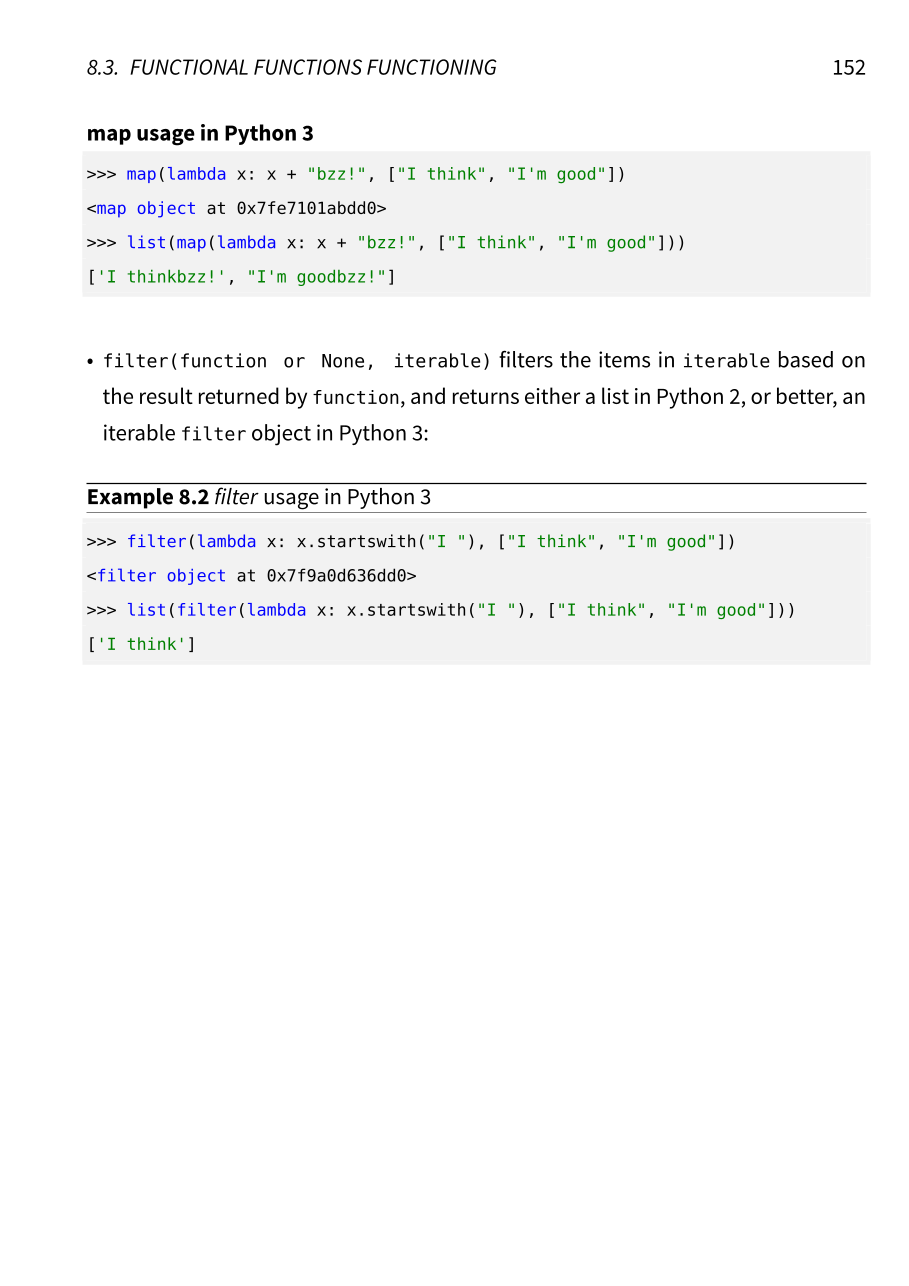 8.3. FUNCTIONAL FUNCTIONS FUNCTIONING 152
map usage in Python 3
>>> map(lambda x: x + "bzz!", ["I think", "I'm good"])
<map object at 0x7fe7101abdd0>
>>> list(map(lambda x: x + "bzz!", ["I think", "I'm good"]))
['I thinkbzz!', "I'm goodbzz!"]
• filter(function or None, iterable) filters the items in iterable based on
the result returned by function, and returns either a list in Python 2, or better, an
iterable filter object in Python 3:
Example 8.2 filter usage in Python 3
>>> filter(lambda x: x.startswith("I "), ["I think", "I'm good"])
<filter object at 0x7f9a0d636dd0>
>>> list(filter(lambda x: x.startswith("I "), ["I think", "I'm good"]))
['I think']